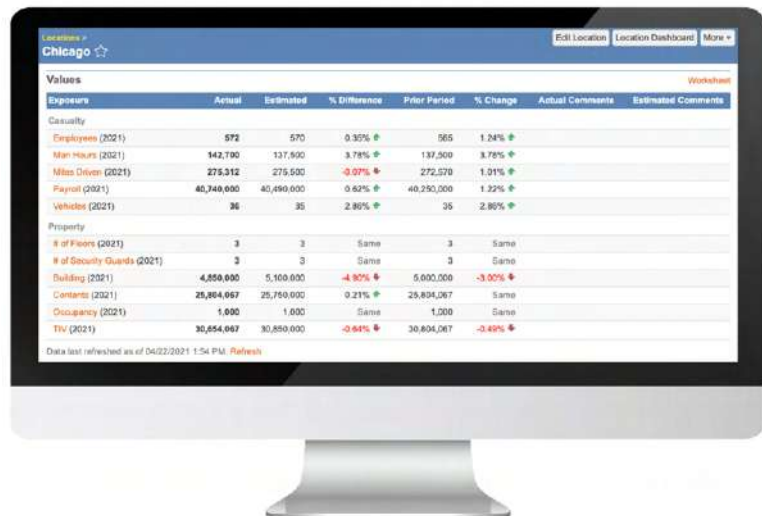 Locations >
Chicago
Edit Location Location Dashboard More
Values
Worksheet
Exposure Actual Estimated % Difference Prior Period % Change Actual Comments Estimated Comments
Casualty
Employees (2021) 572 570 0.35% 565 1.24%
Man Hours (2021) 142,700 137,500 3.78% 137,500 3.78%
Miles Driven (2021) 275,312 275,500 -0.07% 272,570 1.01%
Payroll (2021) 40,740,000 40,490,000 0.62% 40,250,000 1.22%
Vehicles (2021) 36 35 2.86% 35 2.86%
Property
# of Floors (2021) 3 3 Same 3 Same
# of Security Guards (2021) 3 3 Same 3 Same
Building (2021) 4,850,000 5,100,000 -4.90% 5,000,000 -3.00%
Contents (2021) 25,804,067 25,750,000 0.21% 25,804,067 Same
Occupancy (2021) 1,000 1,000 Same 1,000 Same
TIV (2021) 30,654,067 30,850,000 -0.64% 30,804,067 -0.49%
Data last refreshed as of 04/22/2021 1:54 PM. Refresh